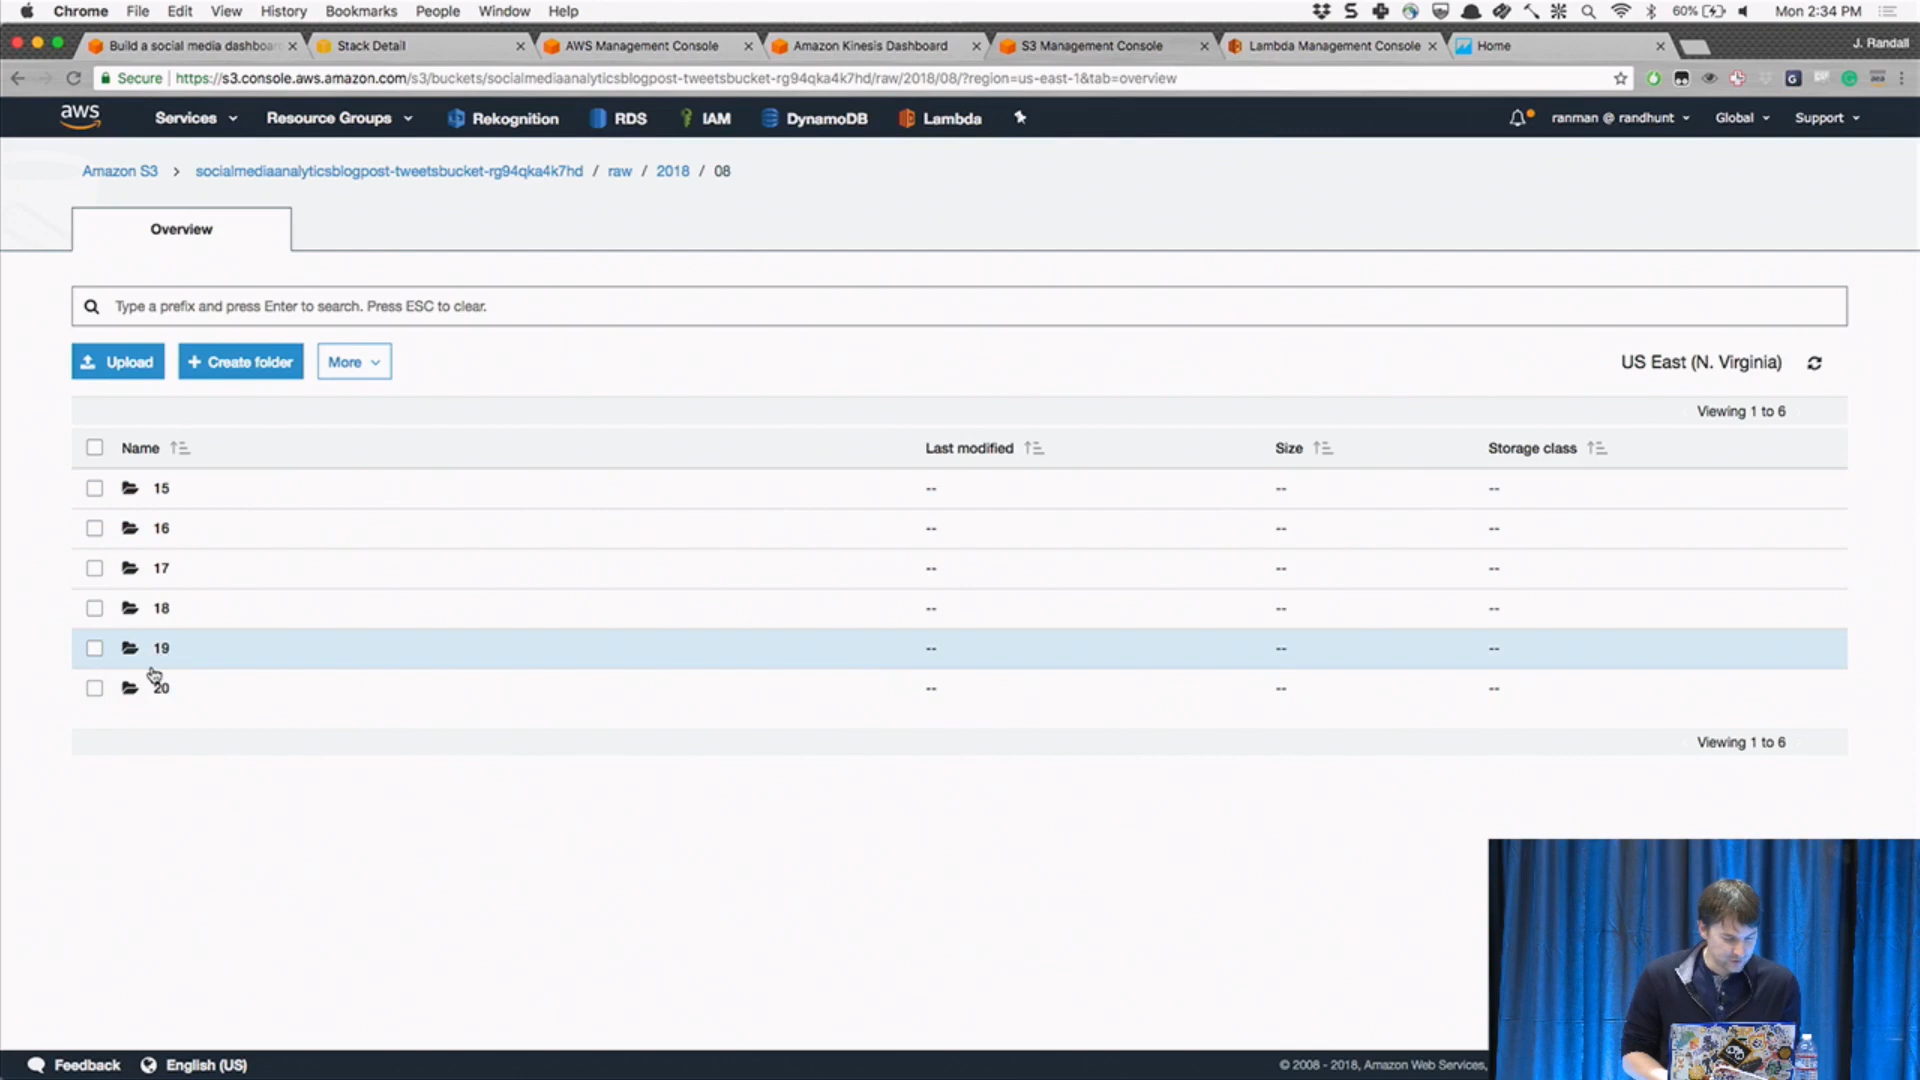 Chrome File Edit View History Bookmarks People Window Help 60% Mon 2:34 PM
Build a social media dashboar Stack Detail AWS Management Console Amazon Kinesis Dashboard S3 Management Console Lambda Management Console Home J. Randall
Secure https://s3.console.aws.amazon.com/s3/buckets/socialmediaanalyticsblogpost-tweetsbucket-rg94qka4k7hd/raw/2018/08/?region=us-east-1&tab=overview
aws Services Resource Groups Rekognition RDS IAM DynamoDB Lambda ranman @ randhunt Global Support
Amazon S3 > socialmediaanalyticsblogpost-tweetsbucket-rg94qka4k7hd / raw / 2018 / 08
Overview
Type a prefix and press Enter to search. Press ESC to clear.
Upload + Create folder More US East (N. Virginia)
Viewing 1 to 6
Name Last modified Size Storage class
15 -- -- --
16 -- -- --
17 -- -- --
18 -- -- --
19 -- -- --
20 -- -- --
Viewing 1 to 6
Feedback English (US) © 2008 - 2018, Amazon Web Services,